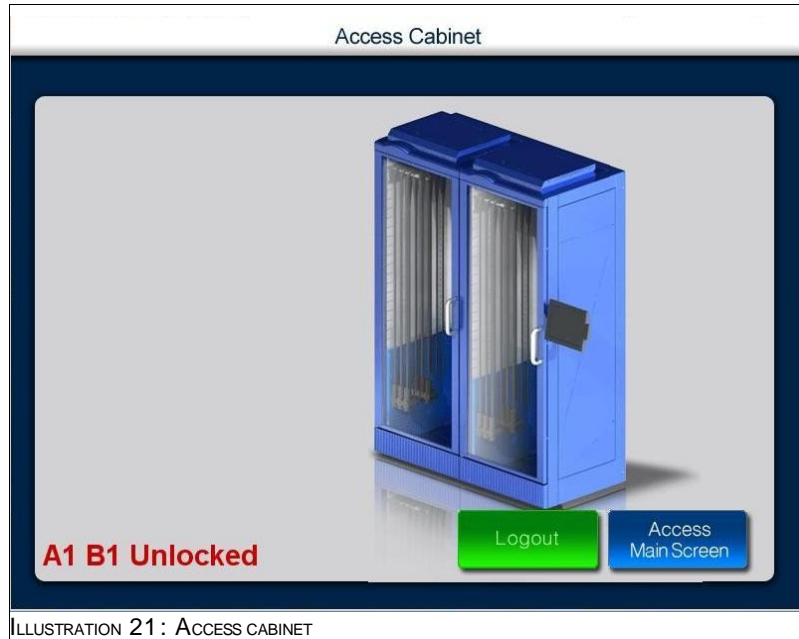 Access Cabinet
A1 B1 Unlocked
Logout
Access
Main Screen
ILLUSTRATION 21: ACCESS CABINET